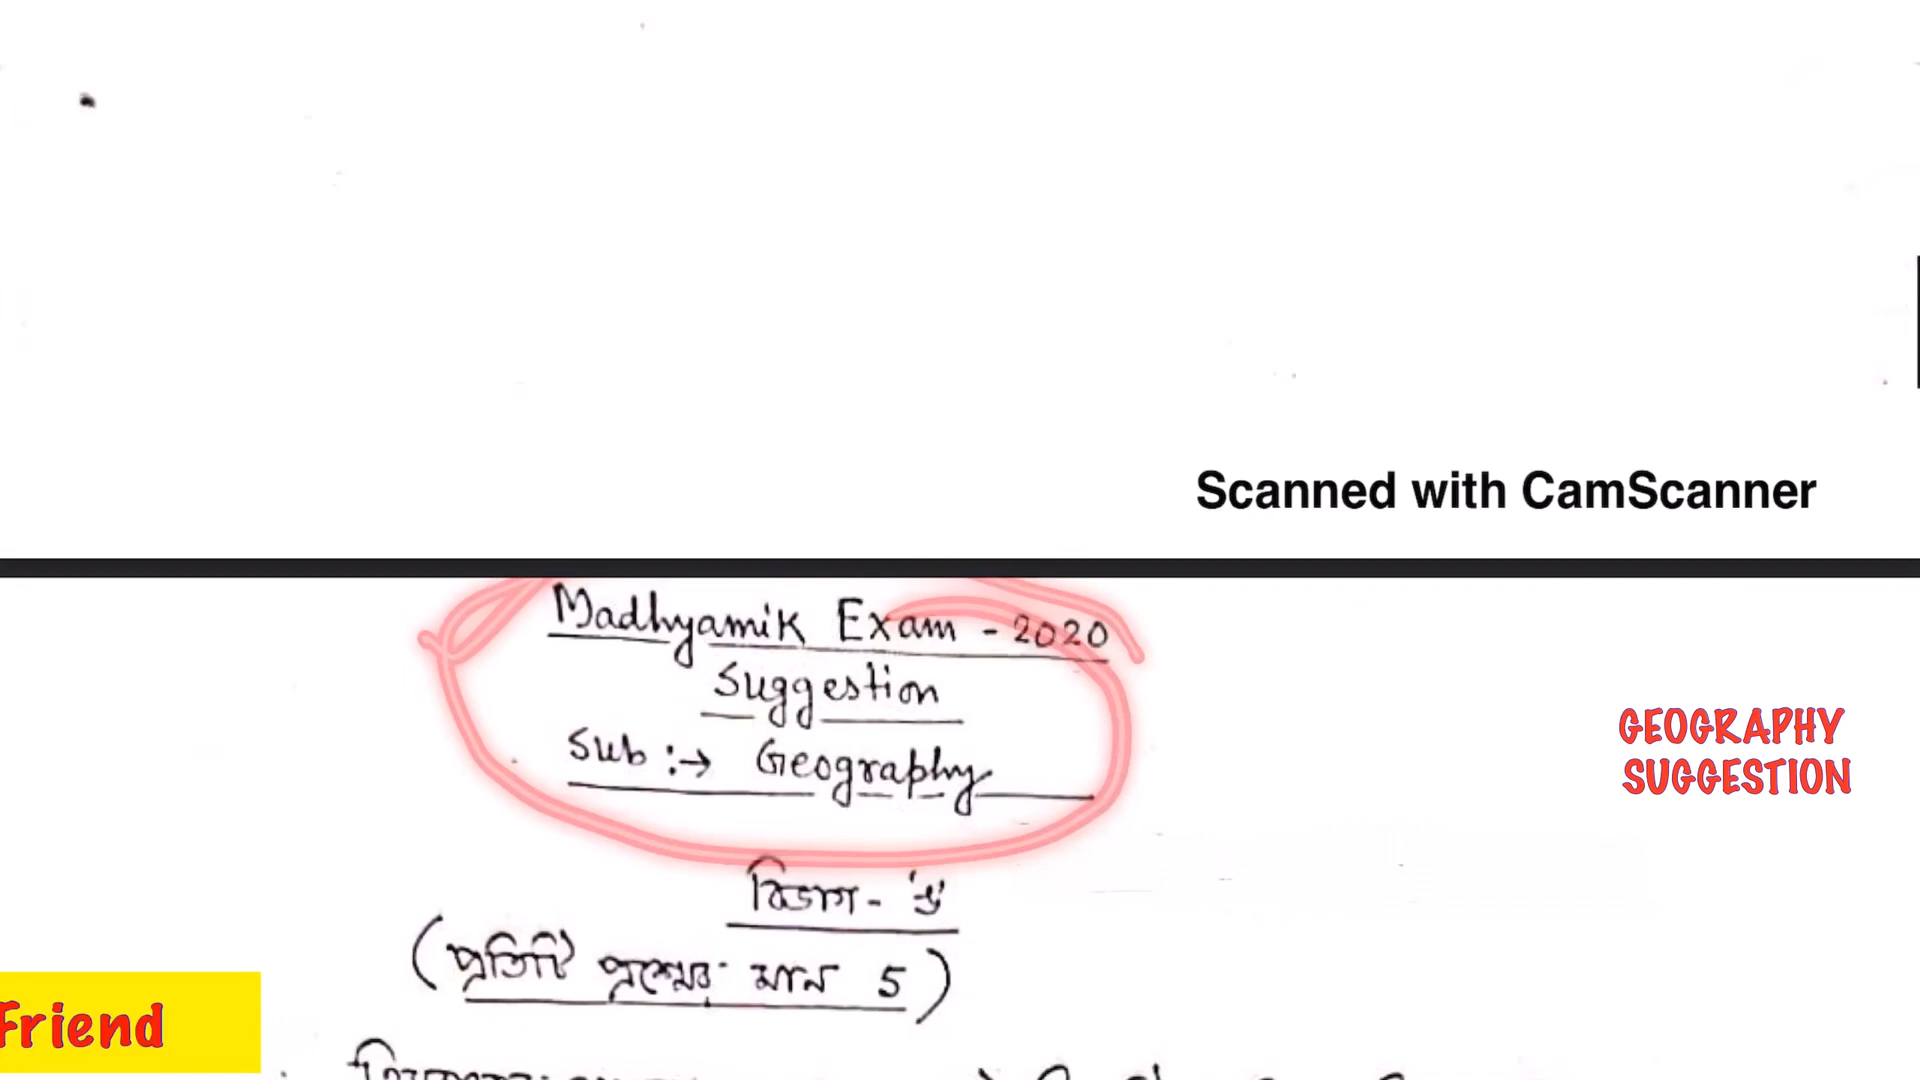 Scanned with CamScanner
Madhyamik Exam - 2020
Suggestion
Sub :→ Geography
GEOGRAPHY
SUGGESTION
বিভাগ - 'ঙ'
(প্রতিটি প্রশ্নের মান 5)
Friend